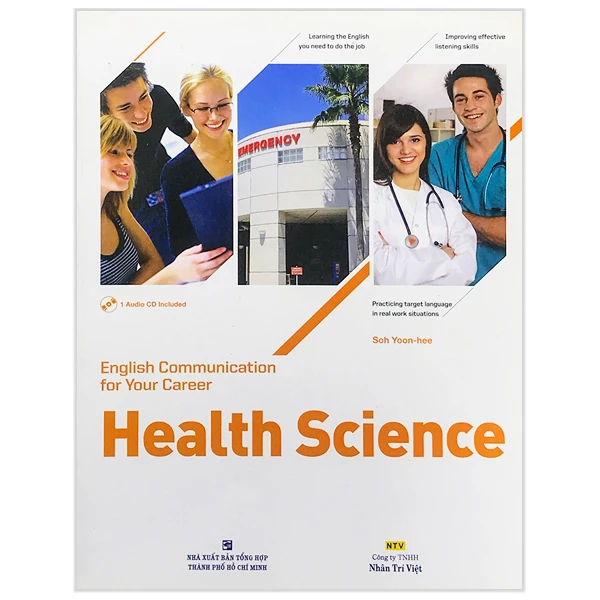 Learning the English
you need to do the job
Improving effective
listening skills
EMERGENCY
1 Audio CD Included
Practicing target language
in real work situations
Soh Yoon-hee
English Communication
for Your Career
Health Science
NHÀ XUẤT BẢN TỔNG HỢP
THÀNH PHỐ HỒ CHÍ MINH
NTV
Công ty TNHH
Nhân Trí Việt